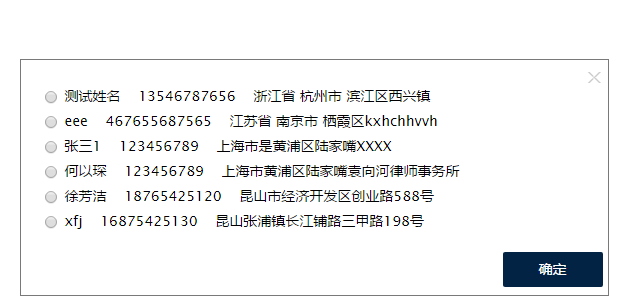 测试姓名 13546787656 浙江省 杭州市 滨江区西兴镇
eee 467655687565 江苏省 南京市 栖霞区kxhchhvvh
张三1 123456789 上海市是黄浦区陆家嘴XXXX
何以琛 123456789 上海市黄浦区陆家嘴袁向河律师事务所
徐芳洁 18765425120 昆山市经济开发区创业路588号
xfj 16875425130 昆山张浦镇长江铺路三甲路198号
确定